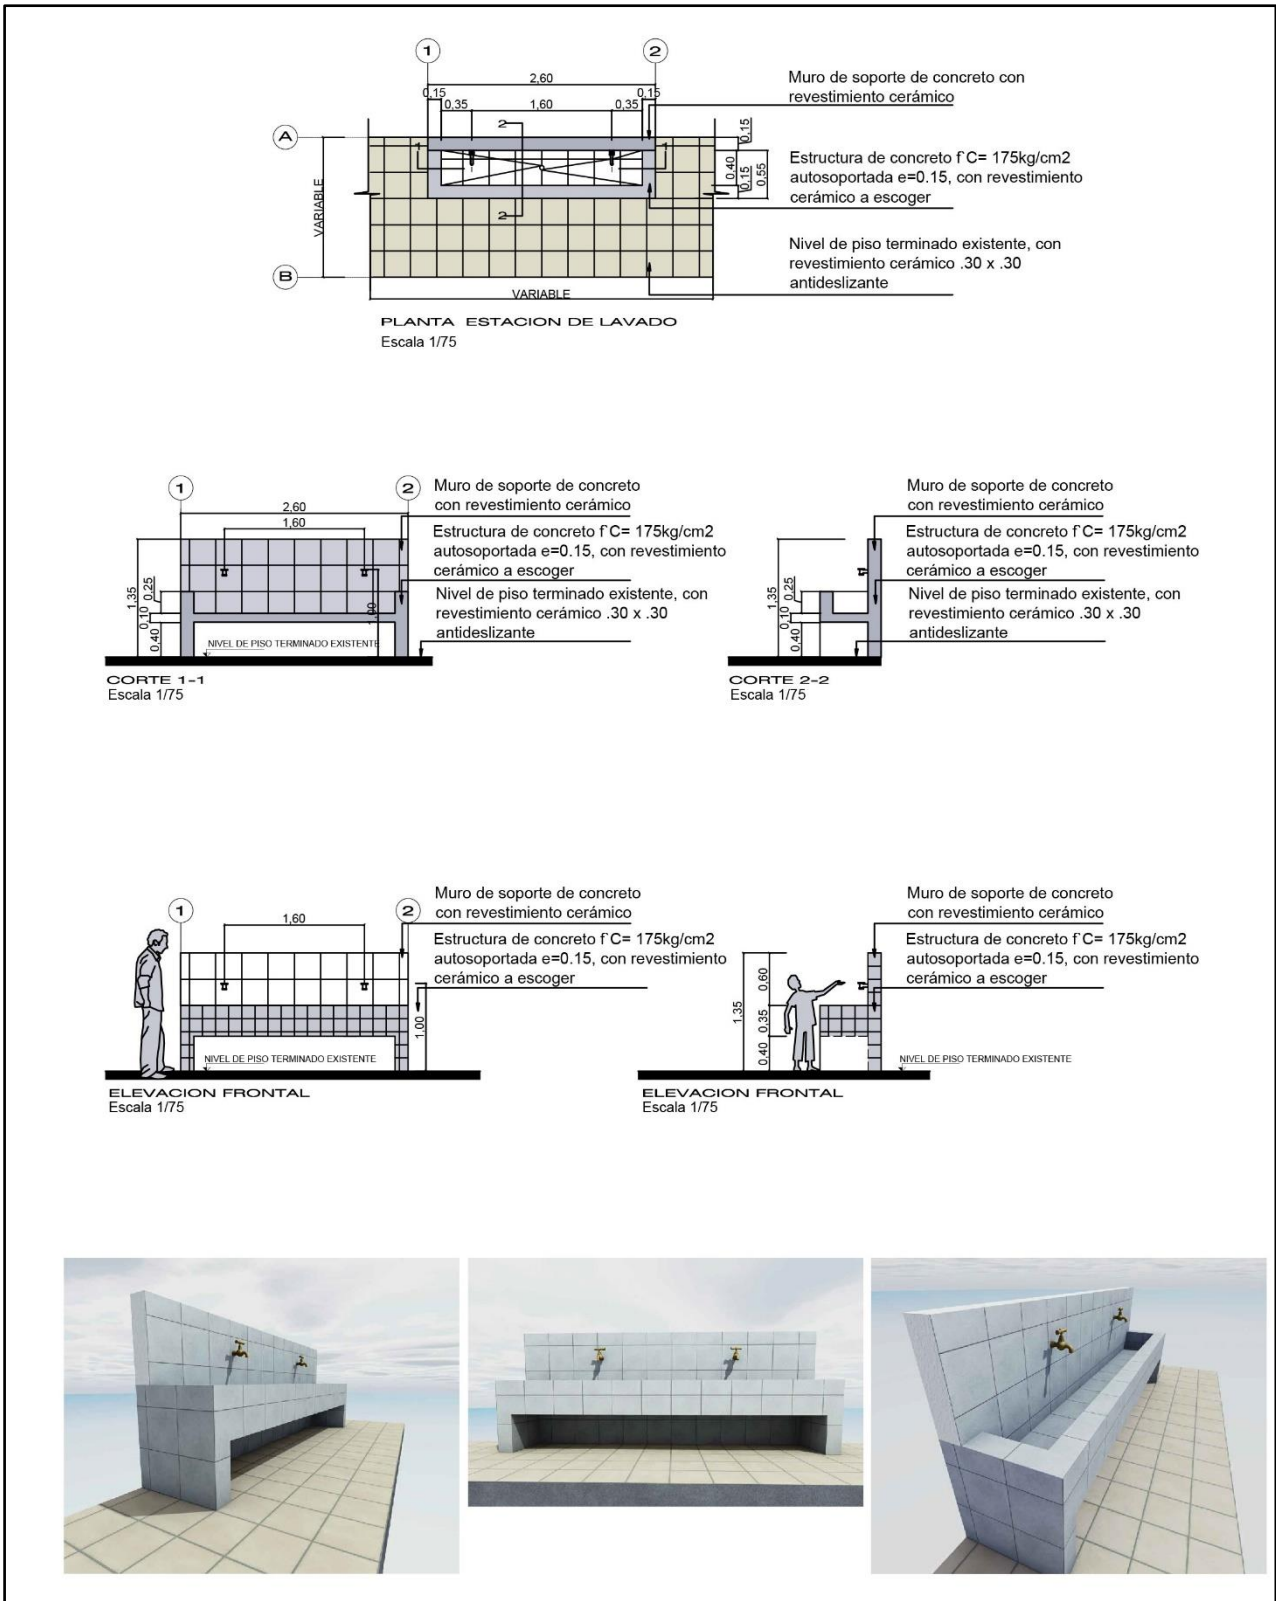 1
2
2,60
0,15
0,15
0,35
1,60
0,35
Muro de soporte de concreto con
revestimiento cerámico
A
2
1
1
0,15
0,40
0,15
0,55
Estructura de concreto f`C= 175kg/cm2
autosoportada e=0.15, con revestimiento
cerámico a escoger
VARIABLE
2
Nivel de piso terminado existente, con
revestimiento cerámico .30 x .30
antideslizante
B
VARIABLE
PLANTA ESTACION DE LAVADO
Escala 1/75
1
2
2,60
1,60
Muro de soporte de concreto
con revestimiento cerámico
Estructura de concreto f`C= 175kg/cm2
autosoportada e=0.15, con revestimiento
cerámico a escoger
Nivel de piso terminado existente, con
revestimiento cerámico .30 x .30
antideslizante
1,35
0,25
0,10
0,40
1,00
NIVEL DE PISO TERMINADO EXISTENTE
CORTE 1-1
Escala 1/75
Muro de soporte de concreto
con revestimiento cerámico
Estructura de concreto f`C= 175kg/cm2
autosoportada e=0.15, con revestimiento
cerámico a escoger
Nivel de piso terminado existente, con
revestimiento cerámico .30 x .30
antideslizante
1,35
0,25
0,10
0,40
CORTE 2-2
Escala 1/75
1
2
1,60
Muro de soporte de concreto
con revestimiento cerámico
Estructura de concreto f`C= 175kg/cm2
autosoportada e=0.15, con revestimiento
cerámico a escoger
1,00
NIVEL DE PISO TERMINADO EXISTENTE
ELEVACION FRONTAL
Escala 1/75
Muro de soporte de concreto
con revestimiento cerámico
Estructura de concreto f`C= 175kg/cm2
autosoportada e=0.15, con revestimiento
cerámico a escoger
1,35
0,60
0,35
0,40
NIVEL DE PISO TERMINADO EXISTENTE
ELEVACION FRONTAL
Escala 1/75